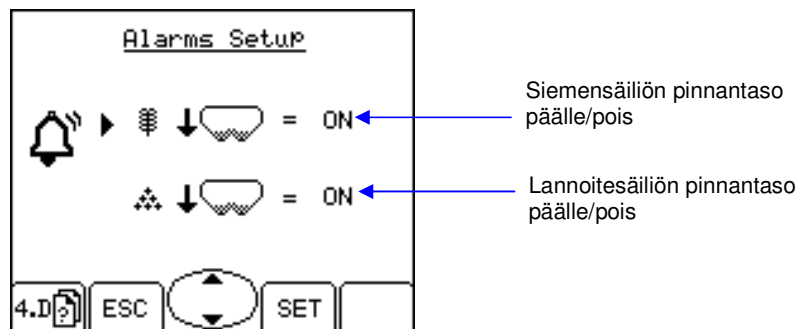 Alarms Setup
= ON
Siemensäiliön pinnantaso
päälle/pois
= ON
Lannoitesäiliön pinnantaso
päälle/pois
4.D ? ESC SET